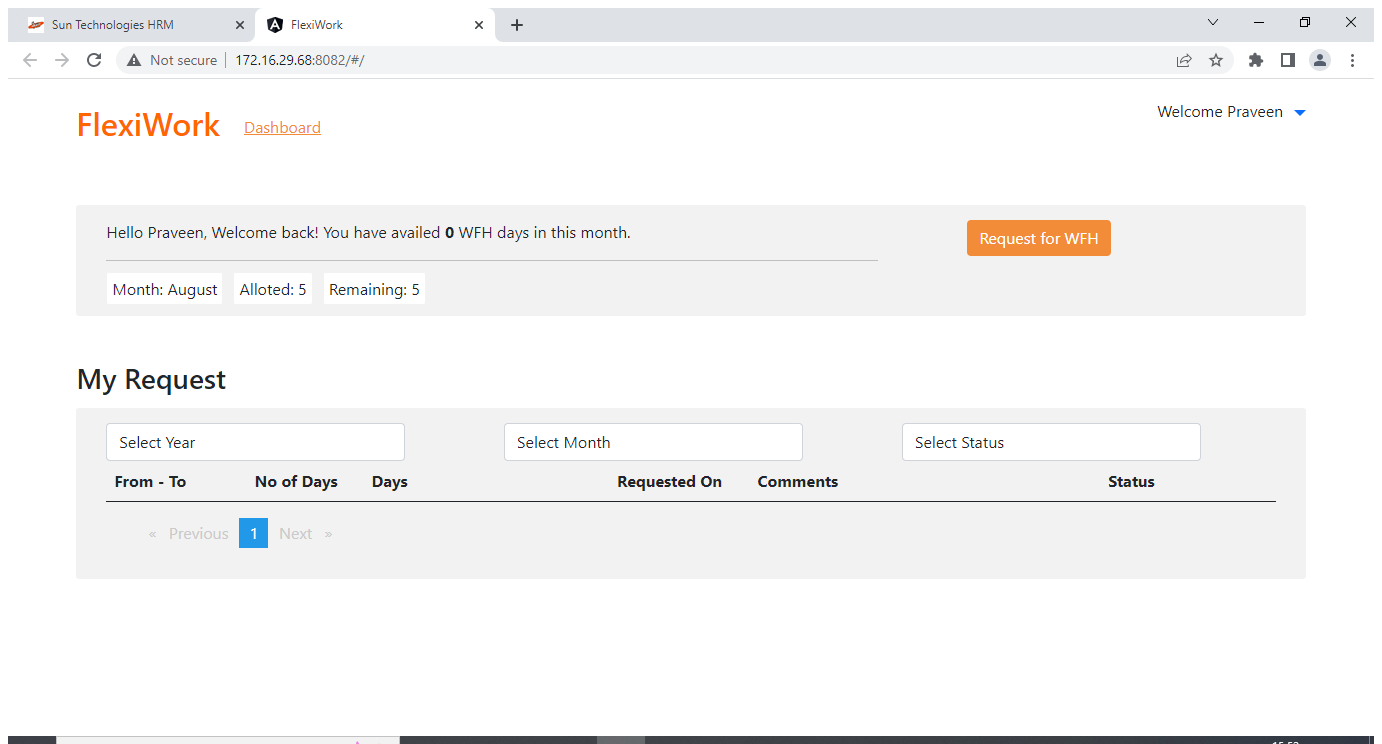 Sun Technologies HRM
FlexiWork
Not secure
172.16.29.68:8082/#/
FlexiWork
Dashboard
Welcome Praveen
Hello Praveen, Welcome back! You have availed 0 WFH days in this month.
Request for WFH
Month: August
Alloted: 5
Remaining: 5
My Request
Select Year
Select Month
Select Status
From - To
No of Days
Days
Requested On
Comments
Status
« Previous 1 Next »